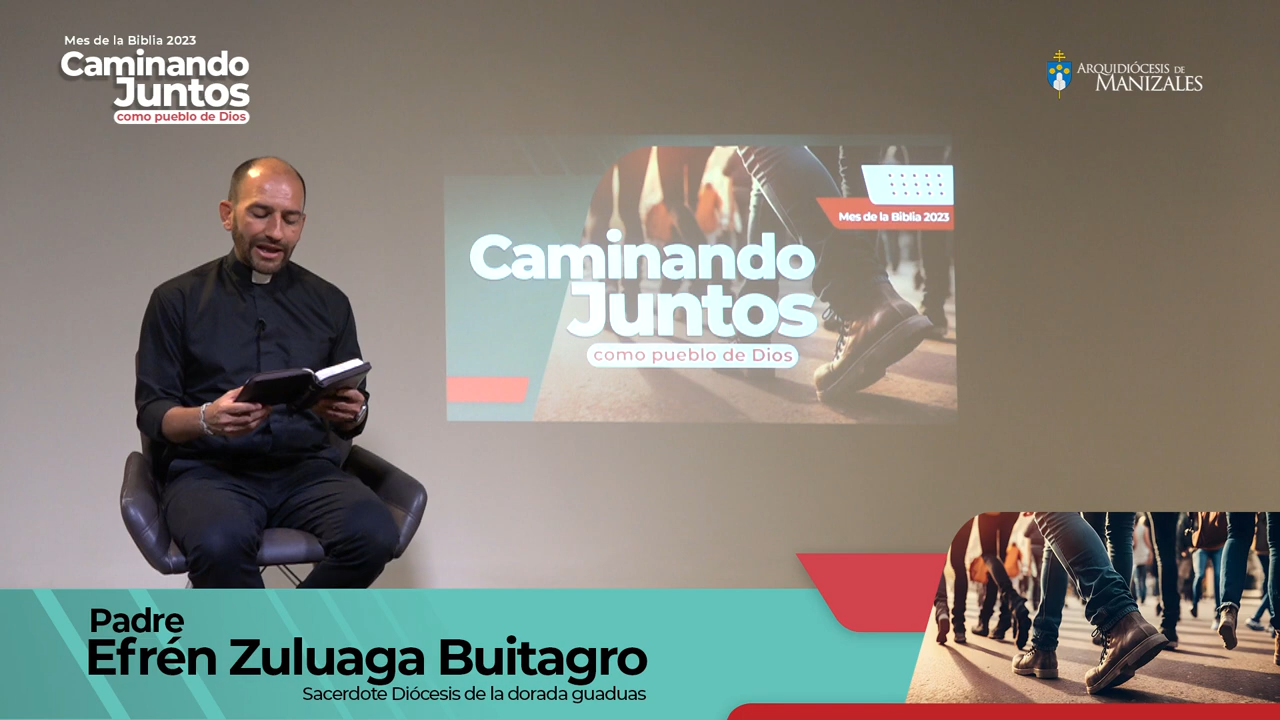 Mes de la Biblia 2023
Caminando
Juntos
como pueblo de Dios
ARQUIDIÓCESIS DE
MANIZALES
Mes de la Biblia 2023
Caminando
Juntos
como pueblo de Dios
Padre
Efrén Zuluaga Buitagro
Sacerdote Diócesis de la dorada guaduas